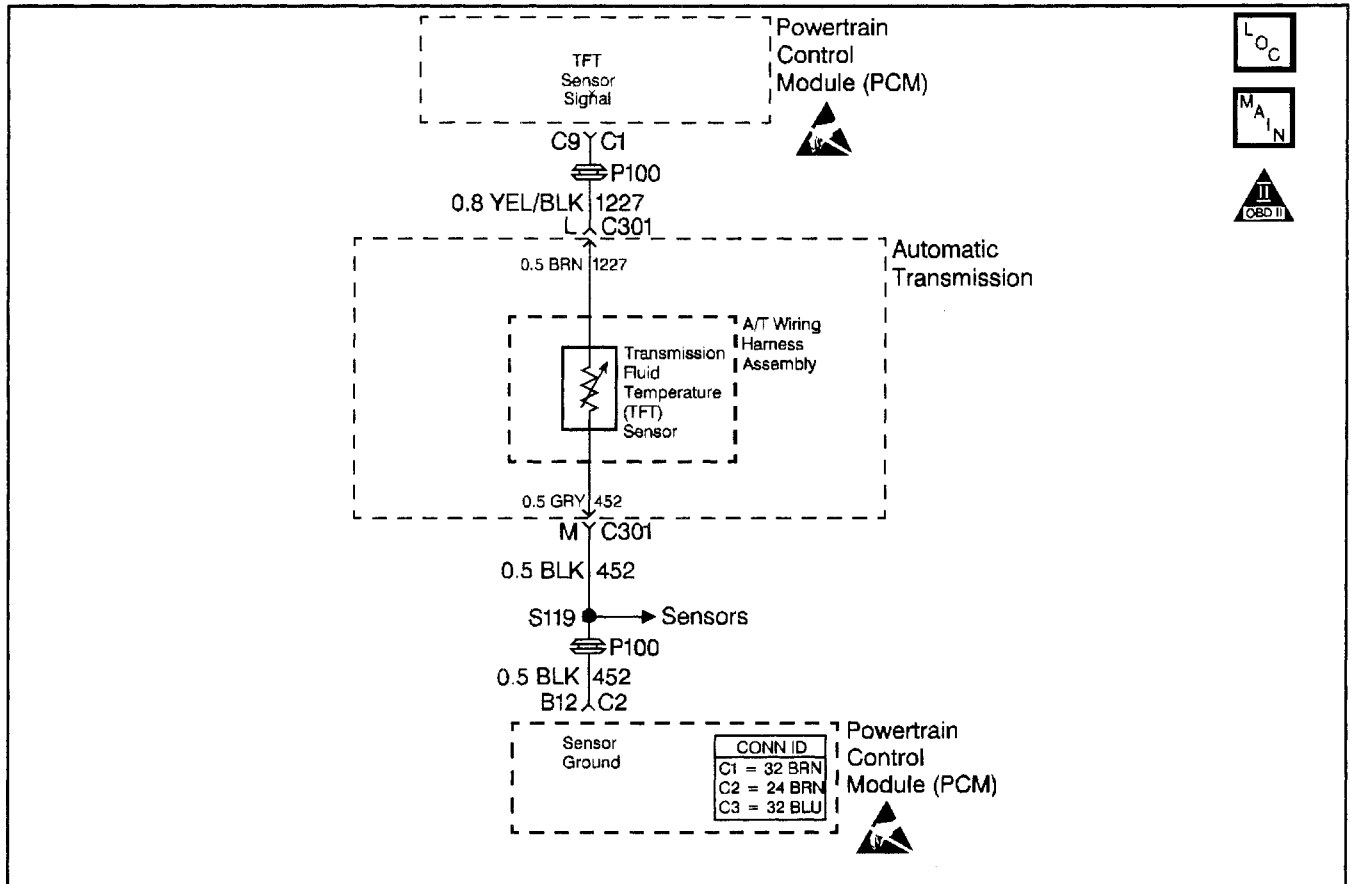 Powertrain
Control
Module (PCM)
TFT
Sensor
Signal
L O C
M A I N
II
OBD II
C9 C1
P100
0.8 YEL/BLK 1227
L C301
Automatic
Transmission
0.5 BRN 1227
A/T Wiring
Harness
Assembly
Transmission
Fluid
Temperature
(TFT)
Sensor
0.5 GRY 452
M C301
0.5 BLK 452
S119 Sensors
P100
0.5 BLK 452
B12 C2
Sensor
Ground
CONN ID
C1 = 32 BRN
C2 = 24 BRN
C3 = 32 BLU
Powertrain
Control
Module (PCM)